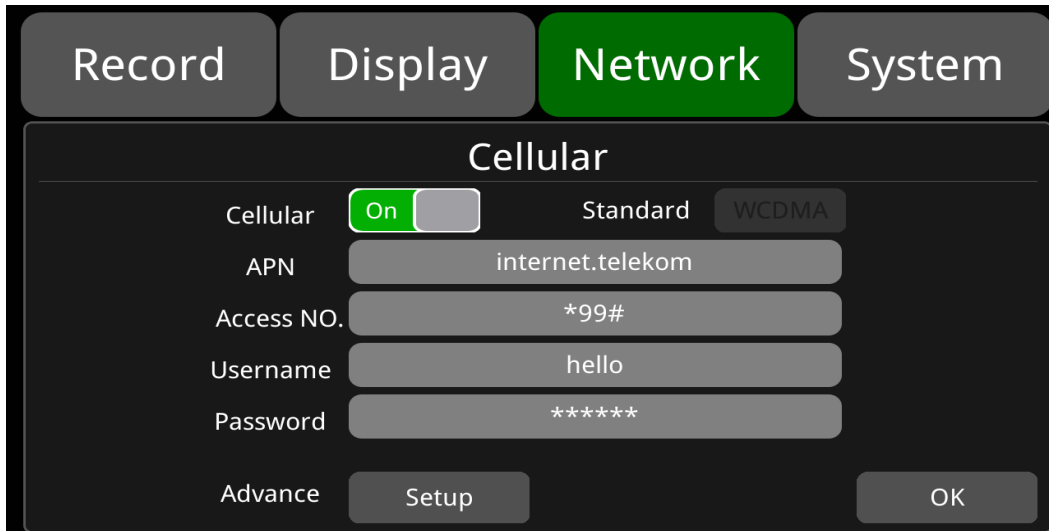 Record Display Network System
Cellular
Cellular On Standard WCDMA
APN internet.telekom
Access NO. *99#
Username hello
Password ******
Advance Setup OK